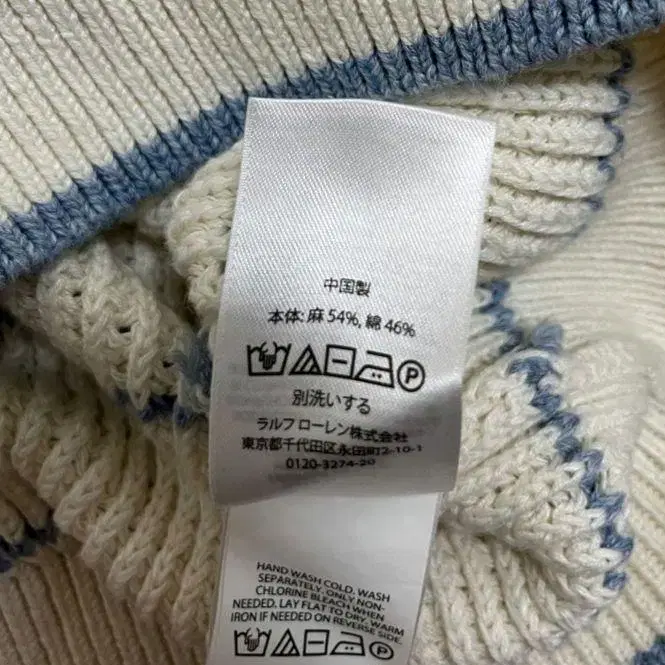 中国製
本体: 麻 54%, 綿 46%
P
別洗いする
ラルフ ローレン株式会社
東京都千代田区永田町2-10-1
0120-3274-20
HAND WASH COLD. WASH
SEPARATELY. ONLY NON-
CHLORINE BLEACH WHEN
NEEDED. LAY FLAT TO DRY. WARM
IRON IF NEEDED ON REVERSE SIDE.
P